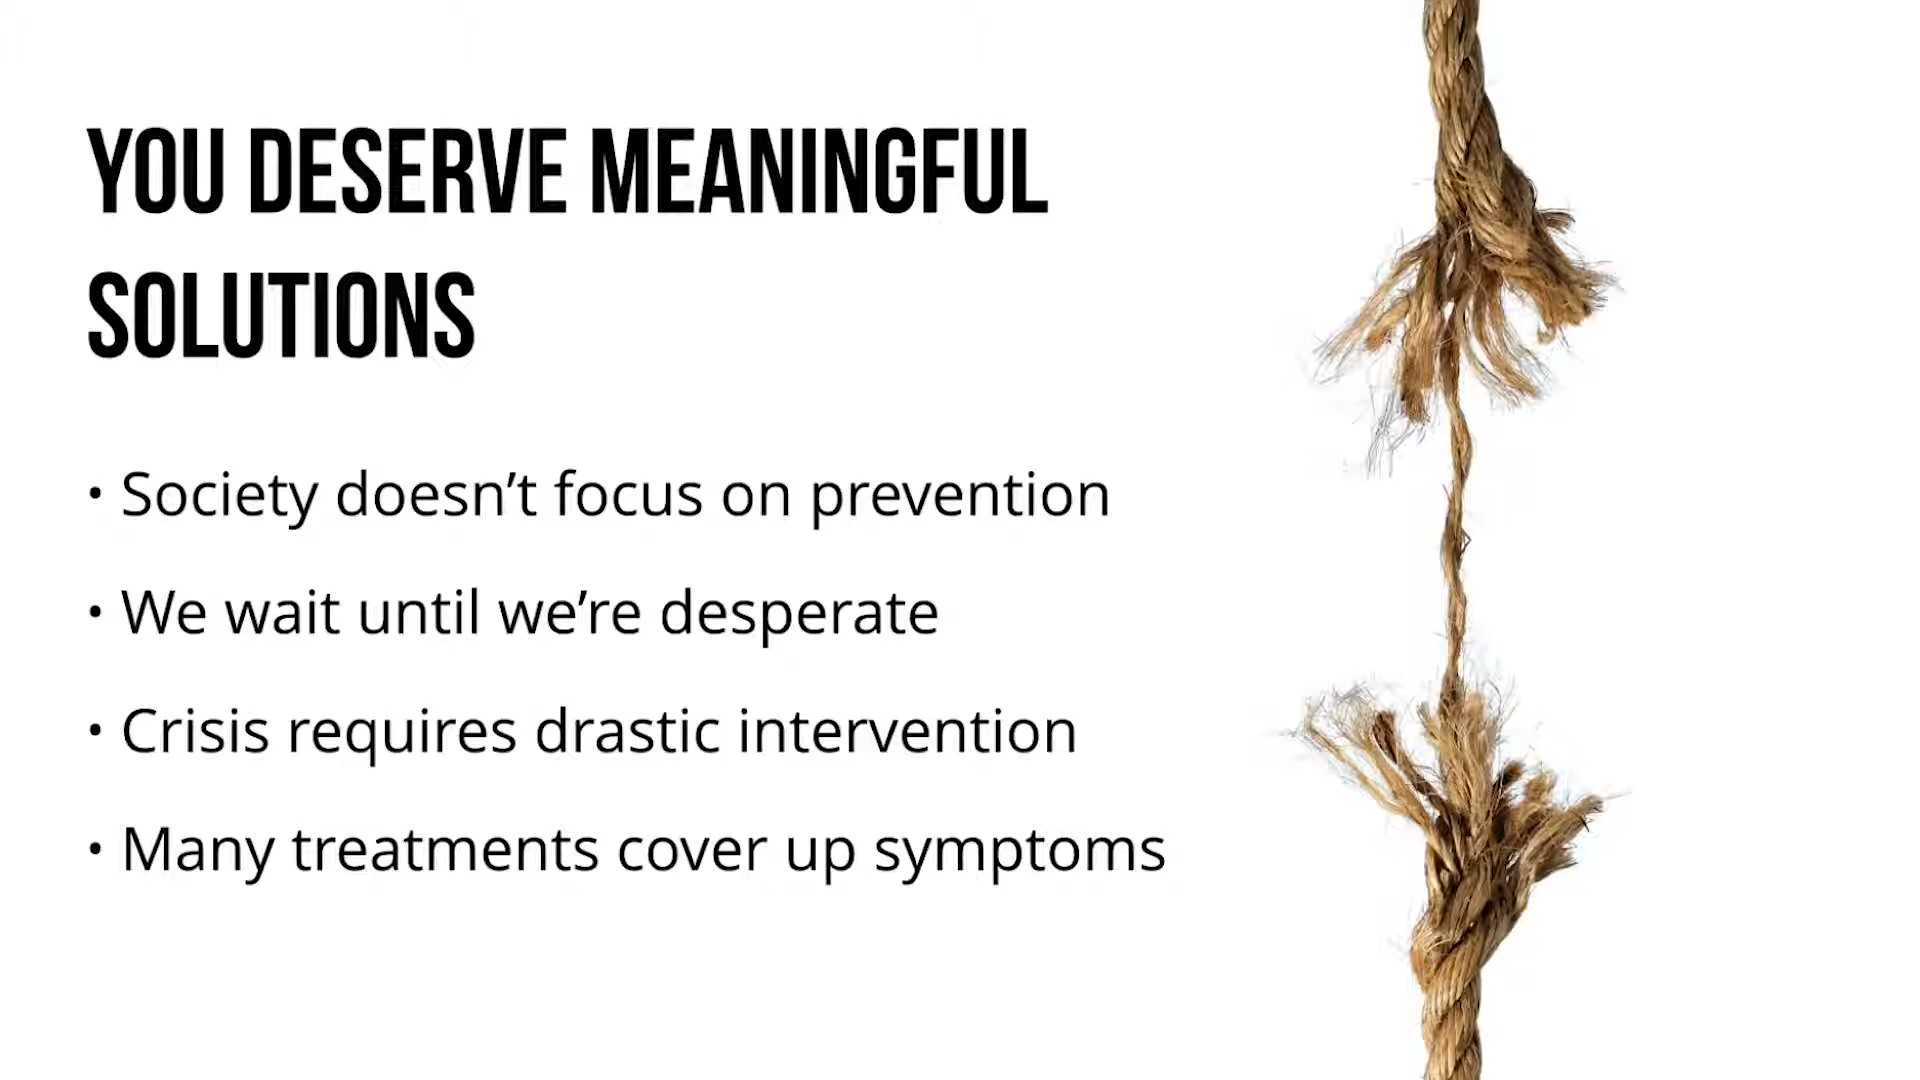 YOU DESERVE MEANINGFUL
SOLUTIONS
• Society doesn’t focus on prevention
• We wait until we’re desperate
• Crisis requires drastic intervention
• Many treatments cover up symptoms